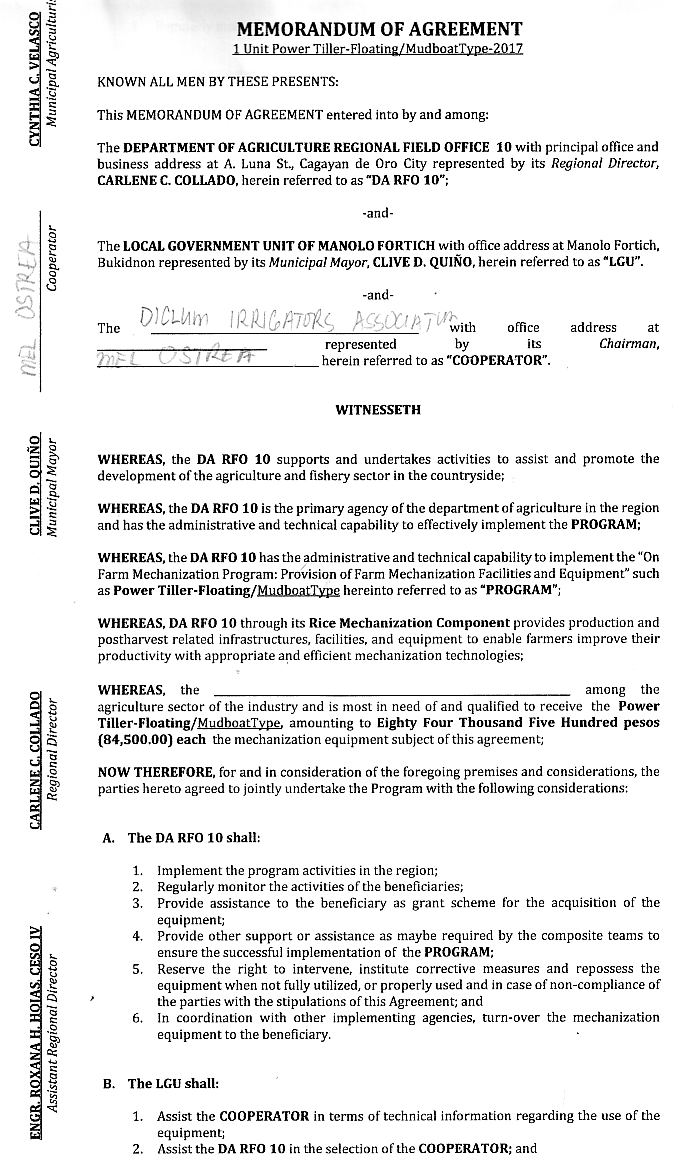 MEMORANDUM OF AGREEMENT
1 Unit Power Tiller-Floating/MudboatType-2017
KNOWN ALL MEN BY THESE PRESENTS:
This MEMORANDUM OF AGREEMENT entered into by and among:
The DEPARTMENT OF AGRICULTURE REGIONAL FIELD OFFICE 10 with principal office and
business address at A. Luna St., Cagayan de Oro City represented by its Regional Director,
CARLENE C. COLLADO, herein referred to as "DA RFO 10";
-and-
The LOCAL GOVERNMENT UNIT OF MANOLO FORTICH with office address at Manolo Fortich,
Bukidnon represented by its Municipal Mayor, CLIVE D. QUIÑO, herein referred to as "LGU".
-and-
The DICLUM IRRIGATORS ASSOCIATION with office address at
represented by its Chairman,
MEL OSTREA herein referred to as "COOPERATOR".
WITNESSETH
WHEREAS, the DA RFO 10 supports and undertakes activities to assist and promote the
development of the agriculture and fishery sector in the countryside;
WHEREAS, the DA RFO 10 is the primary agency of the department of agriculture in the region
and has the administrative and technical capability to effectively implement the PROGRAM;
WHEREAS, the DA RFO 10 has the administrative and technical capability to implement the "On
Farm Mechanization Program: Provision of Farm Mechanization Facilities and Equipment" such
as Power Tiller-Floating/MudboatType hereinto referred to as "PROGRAM";
WHEREAS, DA RFO 10 through its Rice Mechanization Component provides production and
postharvest related infrastructures, facilities, and equipment to enable farmers improve their
productivity with appropriate and efficient mechanization technologies;
WHEREAS, the ______ among the
agriculture sector of the industry and is most in need of and qualified to receive the Power
Tiller-Floating/MudboatType, amounting to Eighty Four Thousand Five Hundred pesos
(84,500.00) each the mechanization equipment subject of this agreement;
NOW THEREFORE, for and in consideration of the foregoing premises and considerations, the
parties hereto agreed to jointly undertake the Program with the following considerations:
A. The DA RFO 10 shall:
1. Implement the program activities in the region;
2. Regularly monitor the activities of the beneficiaries;
3. Provide assistance to the beneficiary as grant scheme for the acquisition of the
equipment;
4. Provide other support or assistance as maybe required by the composite teams to
ensure the successful implementation of the PROGRAM;
5. Reserve the right to intervene, institute corrective measures and repossess the
equipment when not fully utilized, or properly used and in case of non-compliance of
the parties with the stipulations of this Agreement; and
6. In coordination with other implementing agencies, turn-over the mechanization
equipment to the beneficiary.
B. The LGU shall:
1. Assist the COOPERATOR in terms of technical information regarding the use of the
equipment;
2. Assist the DA RFO 10 in the selection of the COOPERATOR; and
CYNTHIA C. VELASCO
Municipal Agriculturis
MEL OSTREA
Cooperator
CLIVE D. QUIÑO
Municipal Mayor
CARLENE C. COLLADO
Regional Director
ENGR. ROXANA H. HOJAS, CESO IV
Assistant Regional Director